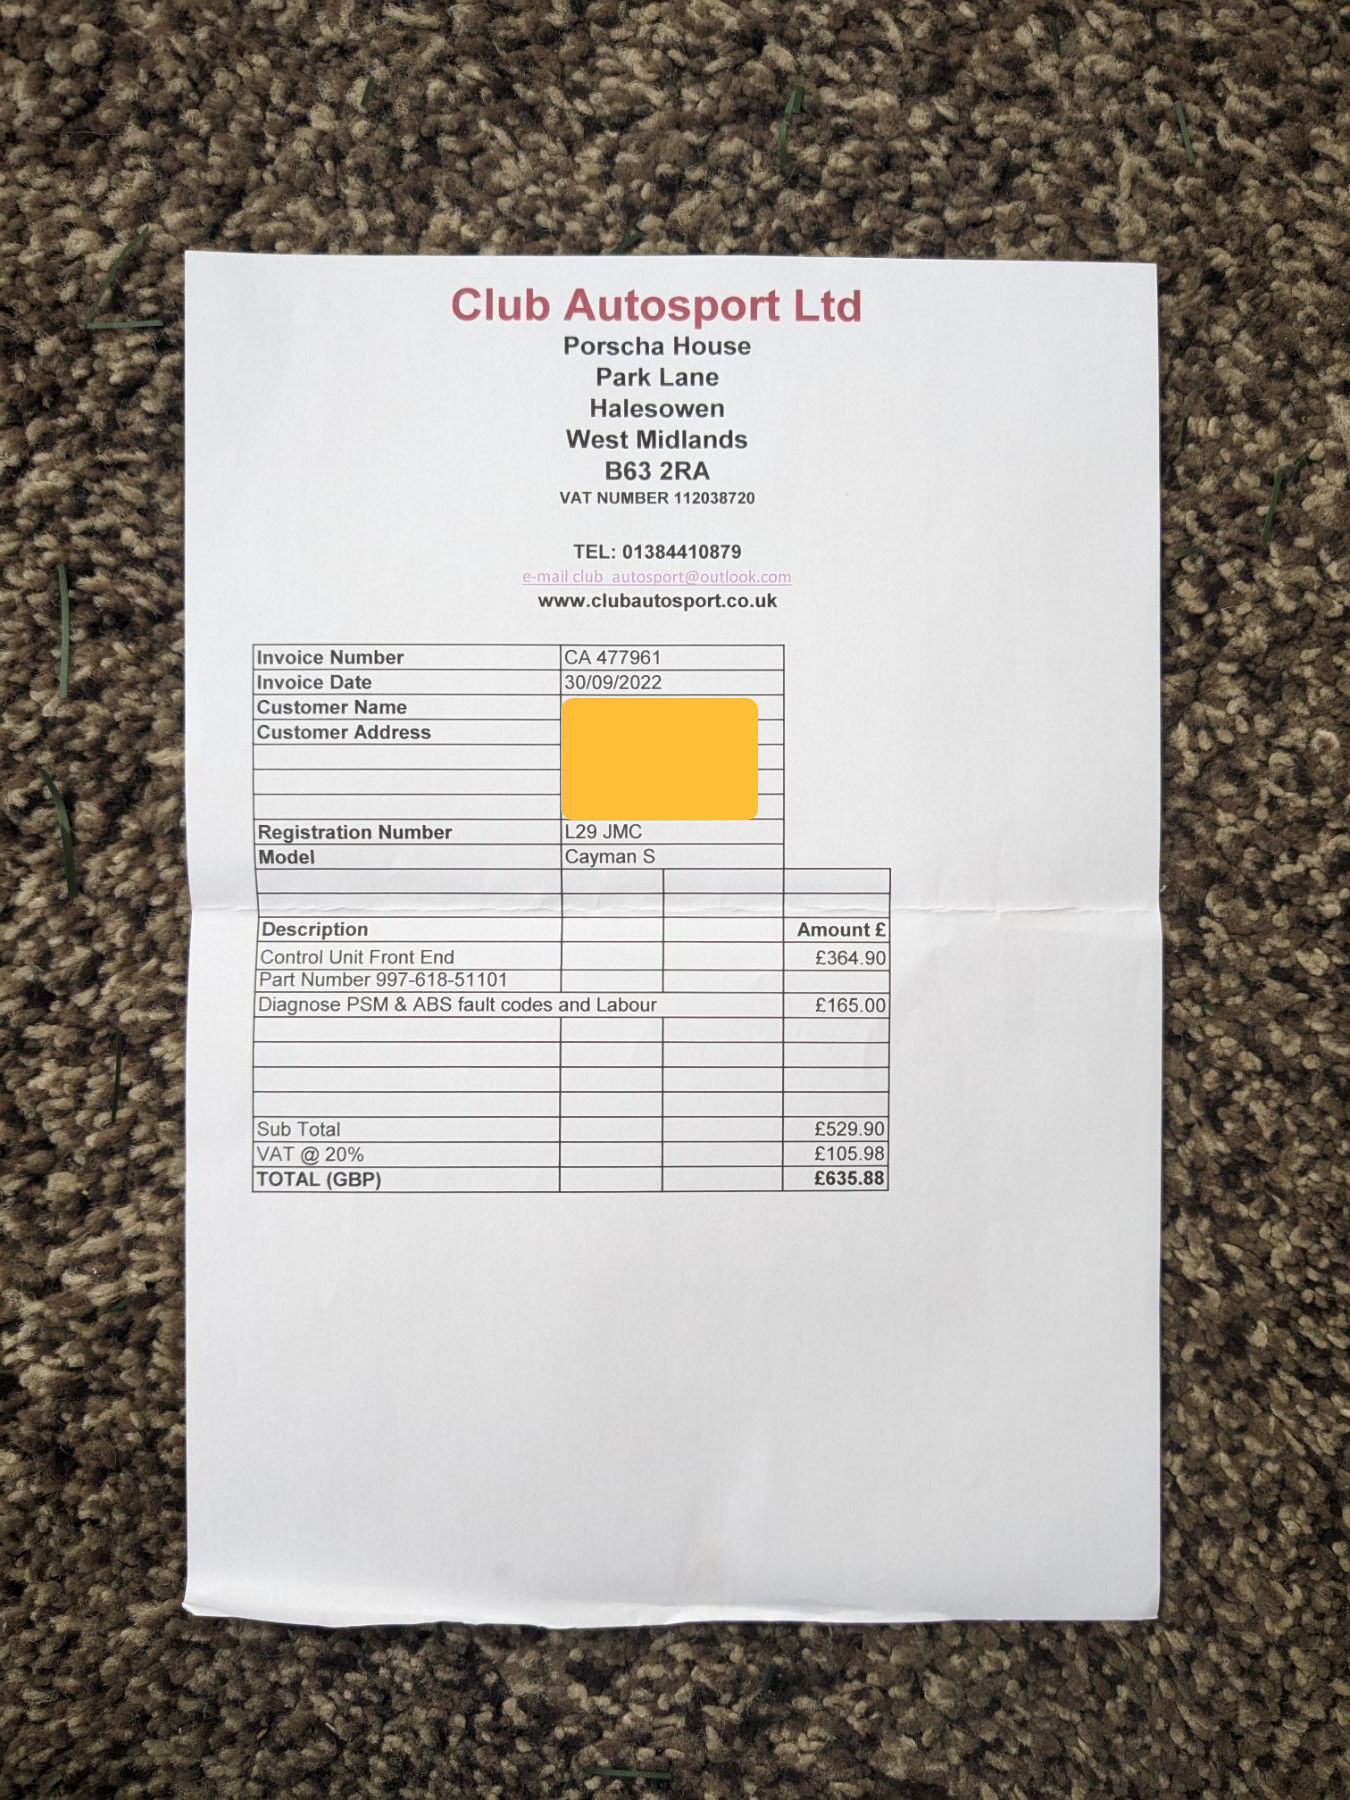 Club Autosport Ltd
Porscha House
Park Lane
Halesowen
West Midlands
B63 2RA
VAT NUMBER 112038720
TEL: 01384410879
e-mail club_autosport@outlook.com
www.clubautosport.co.uk
Invoice Number CA 477961
Invoice Date 30/09/2022
Customer Name
Customer Address
Registration Number L29 JMC
Model Cayman S
Description Amount £
Control Unit Front End £364.90
Part Number 997-618-51101
Diagnose PSM & ABS fault codes and Labour £165.00
Sub Total £529.90
VAT @ 20% £105.98
TOTAL (GBP) £635.88